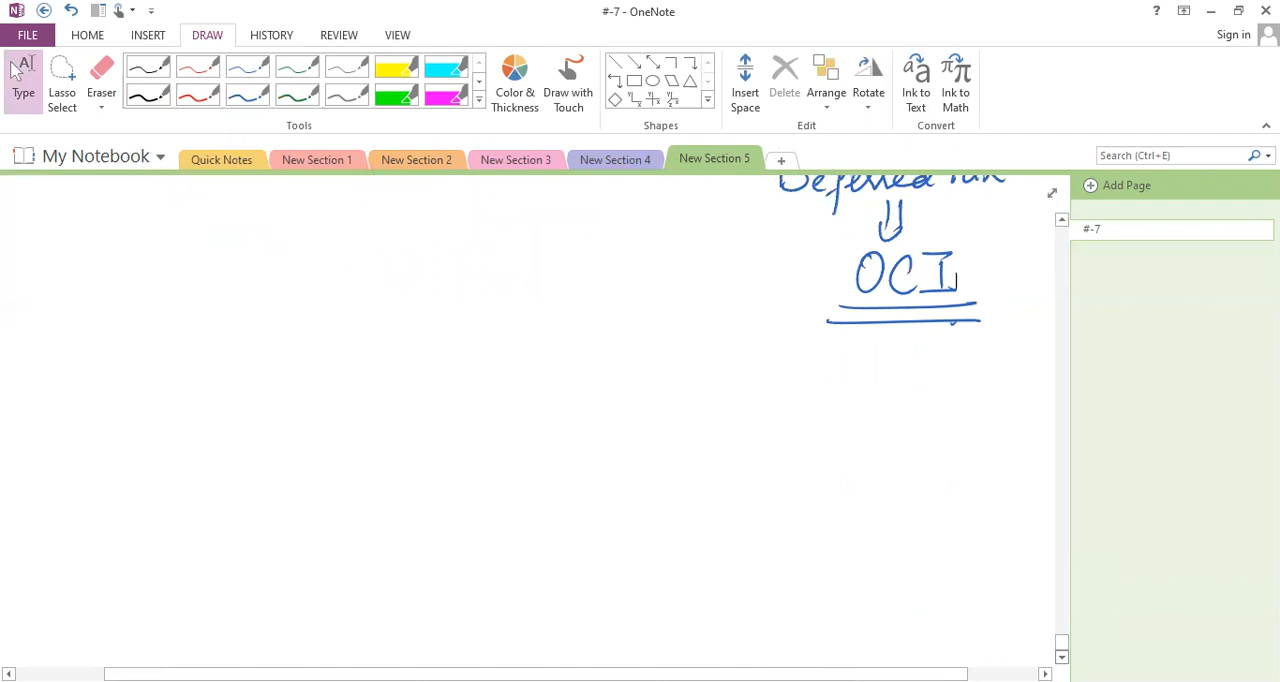 #-7 - OneNote
?
FILE HOME INSERT DRAW HISTORY REVIEW VIEW
Sign in
Type
Lasso Select
Eraser
Color & Thickness
Draw with Touch
Insert Space
Delete
Arrange
Rotate
Ink to Text
Ink to Math
Tools
Shapes
Edit
Convert
My Notebook
Quick Notes New Section 1 New Section 2 New Section 3 New Section 4 New Section 5
Search (Ctrl+E)
Add Page
#-7
Deferred
OCI